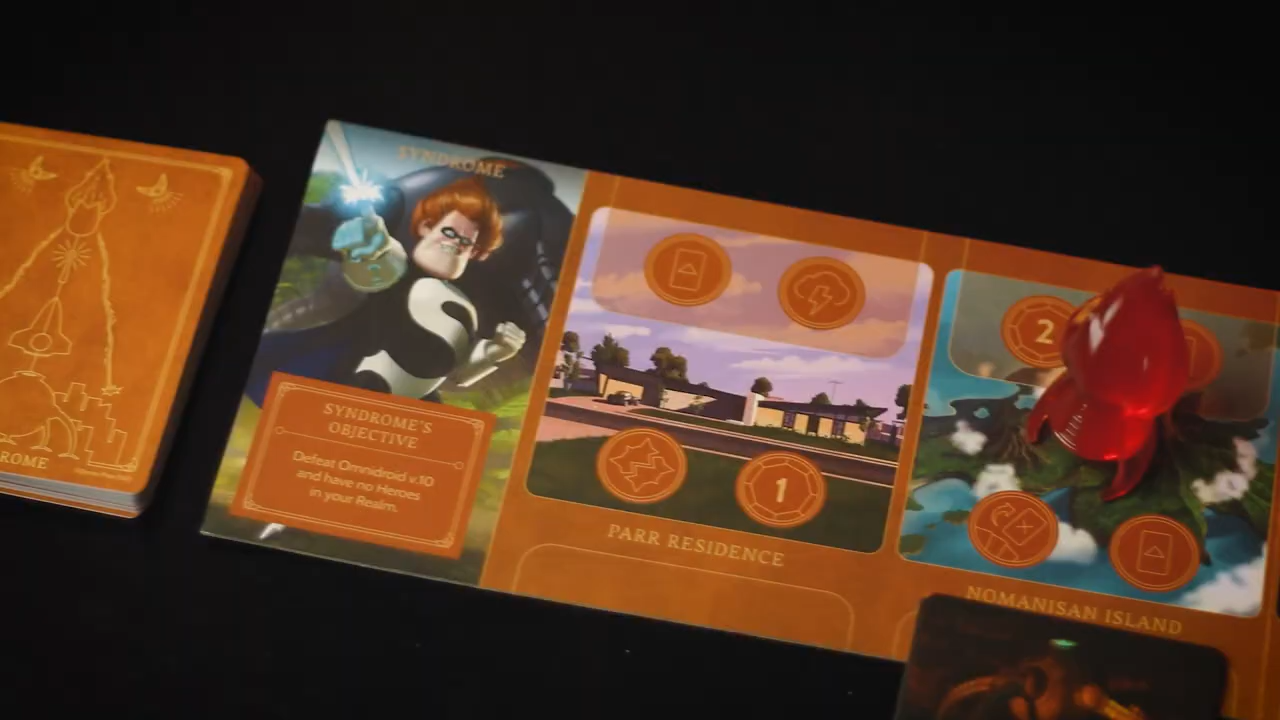 SYNDROME
SYNDROME'S
OBJECTIVE
Defeat Omnidroid v.10
and have no Heroes
in your Realm.
1
PARR RESIDENCE
2
NOMANISAN ISLAND